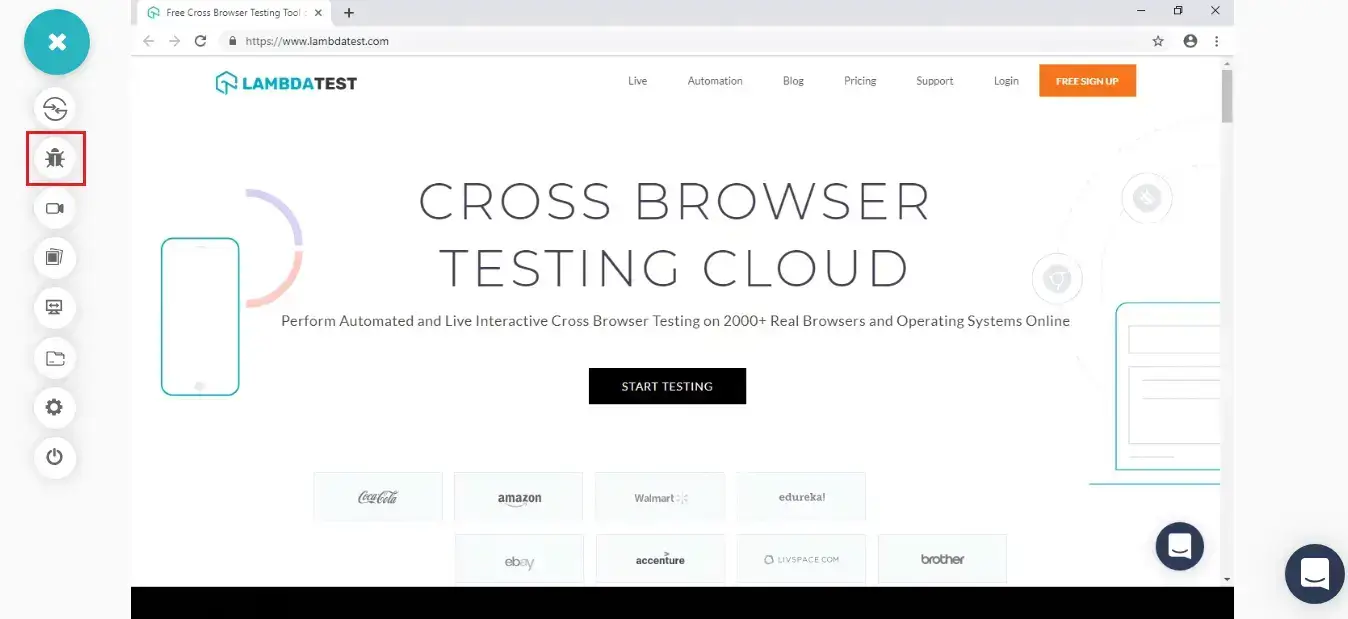 Free Cross Browser Testing Tool
https://www.lambdatest.com
LAMBDATEST
Live
Automation
Blog
Pricing
Support
Login
FREE SIGN UP
CROSS BROWSER
TESTING CLOUD
Perform Automated and Live Interactive Cross Browser Testing on 2000+ Real Browsers and Operating Systems Online
START TESTING
Coca-Cola
amazon
Walmart
edureka!
ebay
accenture
LIVSPACE.COM
brother